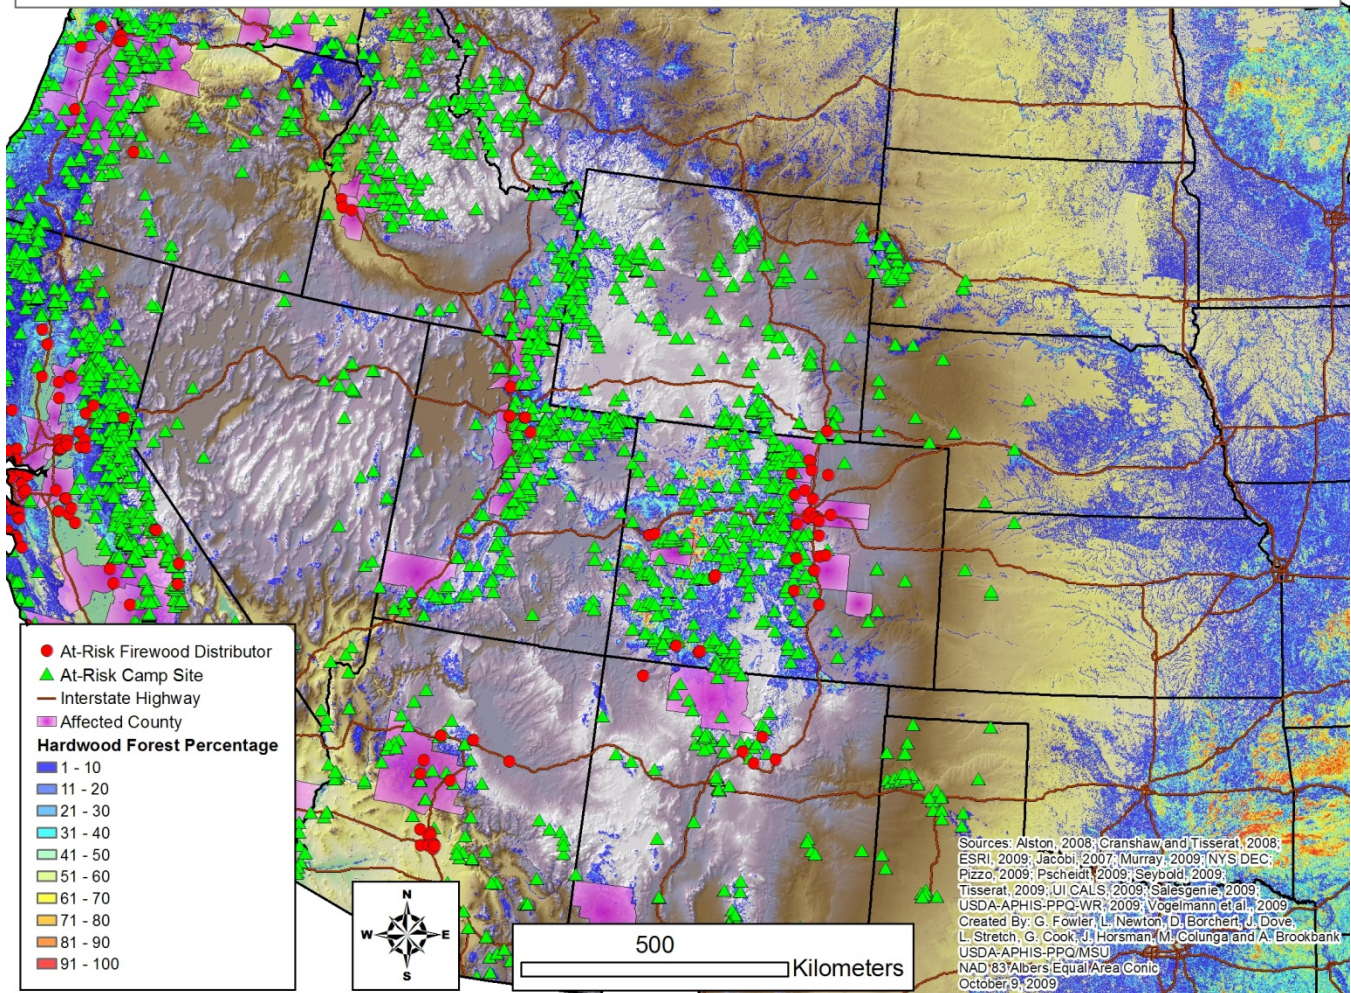 At-Risk Firewood Distributor
At-Risk Camp Site
Interstate Highway
Affected County
Hardwood Forest Percentage
1 - 10
11 - 20
21 - 30
31 - 40
41 - 50
51 - 60
61 - 70
71 - 80
81 - 90
91 - 100
N
W E
S
500
Kilometers
Sources: Alston, 2008; Cranshaw and Tisserat, 2008;
ESRI, 2009; Jacobi, 2007; Murray, 2009; NYS DEC;
Pizzo, 2009; Pscheidt, 2009; Seybold, 2009;
Tisserat, 2009; UI CALS, 2009; Salesgenie, 2009;
USDA-APHIS-PPQ-WR, 2009; Vogelmann et al., 2009
Created By: G. Fowler, L. Newton, D. Borchert, J. Dove,
L. Stretch, G. Cook, J. Horsman, M. Colunga and A. Brookbank
USDA-APHIS-PPQ/MSU
NAD 83 Albers Equal Area Conic
October 9, 2009